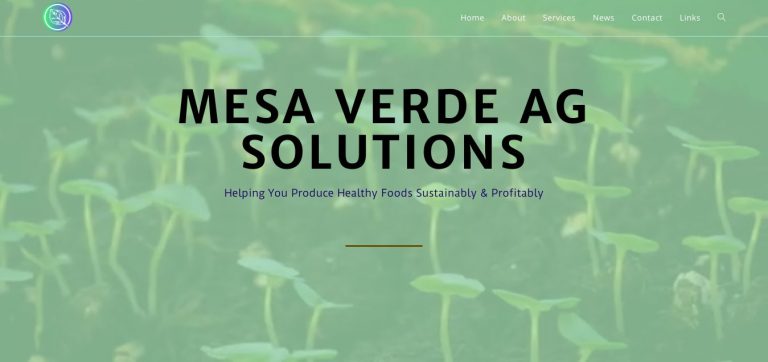 Home About Services News Contact Links
MESA VERDE AG
SOLUTIONS
Helping You Produce Healthy Foods Sustainably & Profitably